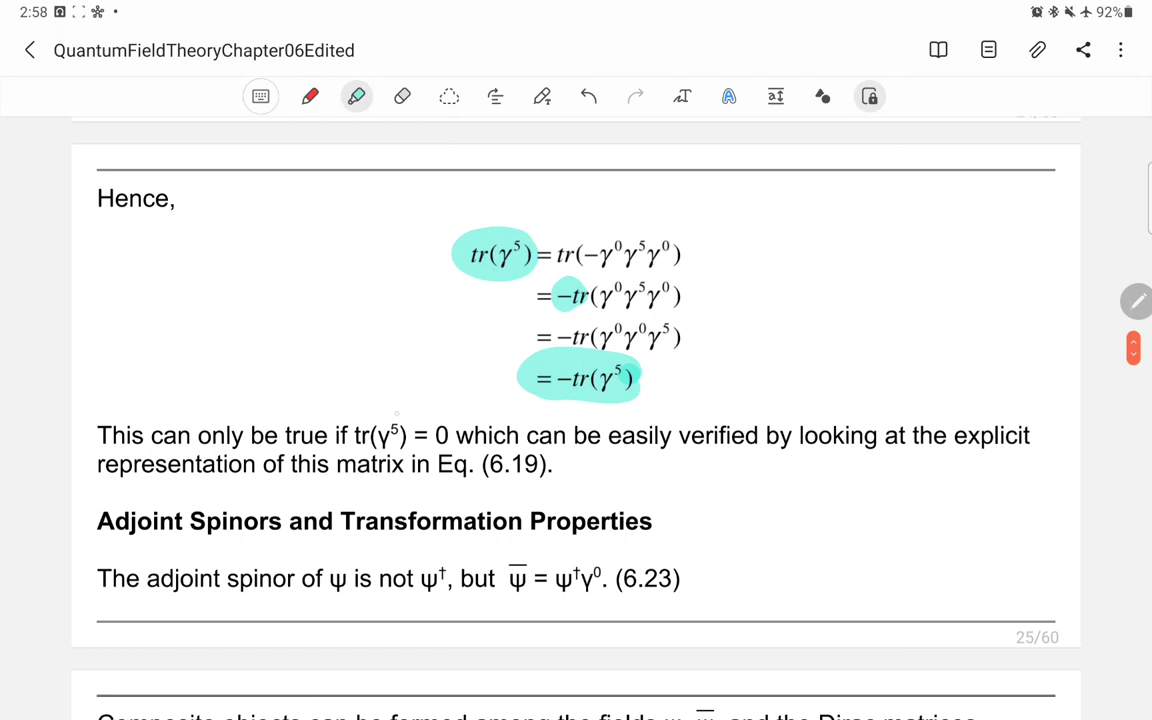 2:58
92%
QuantumFieldTheoryChapter06Edited
Hence,
tr(γ⁵) = tr(−γ⁰γ⁵γ⁰)
= −tr(γ⁰γ⁵γ⁰)
= −tr(γ⁰γ⁰γ⁵)
= −tr(γ⁵)
This can only be true if tr(γ⁵) = 0 which can be easily verified by looking at the explicit
representation of this matrix in Eq. (6.19).
Adjoint Spinors and Transformation Properties
The adjoint spinor of ψ is not ψ†, but ψ̅ = ψ†γ⁰. (6.23)
25/60